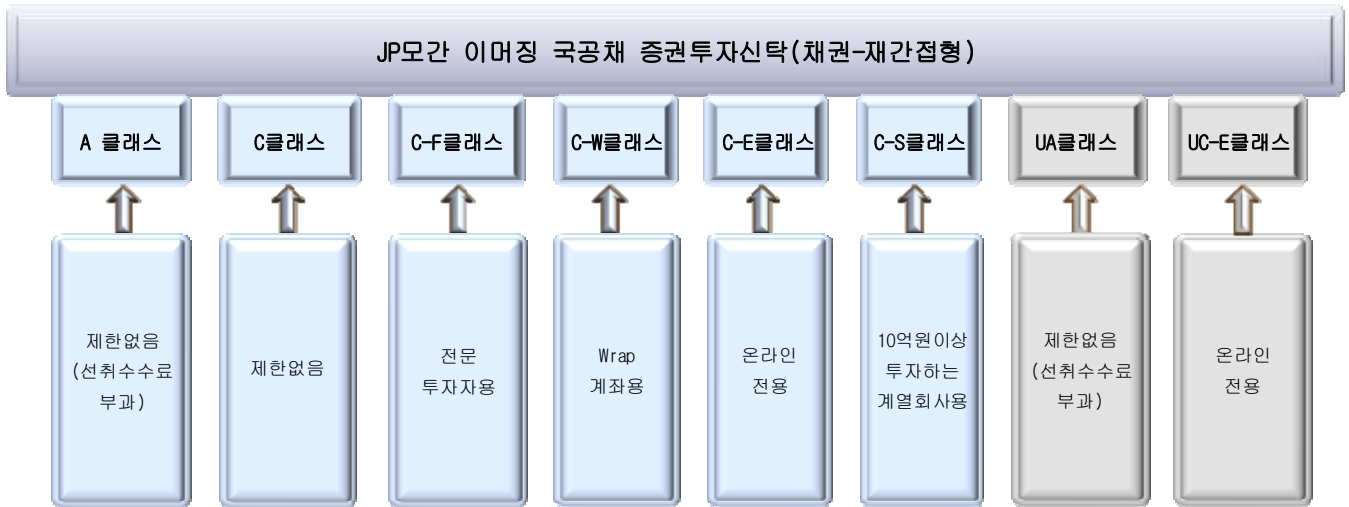 JP모간 이머징 국공채 증권투자신탁(채권-재간접형)
A 클래스
C클래스
C-F클래스
C-W클래스
C-E클래스
C-S클래스
UA클래스
UC-E클래스
제한없음
(선취수수료
부과)
제한없음
전문
투자자용
Wrap
계좌용
온라인
전용
10억원이상
투자하는
계열회사용
제한없음
(선취수수료
부과)
온라인
전용